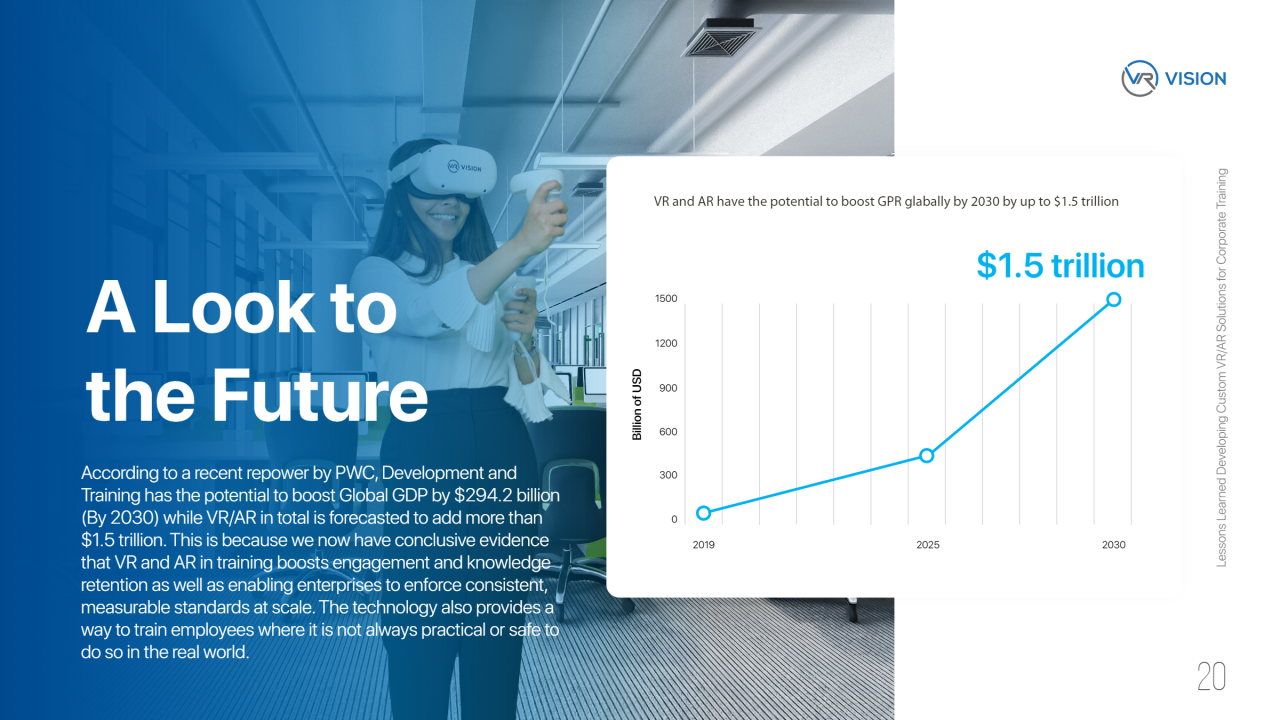 VR VISION
VR VISION
A Look to
the Future
According to a recent repower by PWC, Development and
Training has the potential to boost Global GDP by $294.2 billion
(By 2030) while VR/AR in total is forecasted to add more than
$1.5 trillion. This is because we now have conclusive evidence
that VR and AR in training boosts engagement and knowledge
retention as well as enabling enterprises to enforce consistent,
measurable standards at scale. The technology also provides a
way to train employees where it is not always practical or safe to
do so in the real world.
VR and AR have the potential to boost GPR glabally by 2030 by up to $1.5 trillion
$1.5 trillion
Billion of USD
1500
1200
900
600
300
0
2019 2025 2030
Lessons Learned Developing Custom VR/AR Solutions for Corporate Training
20